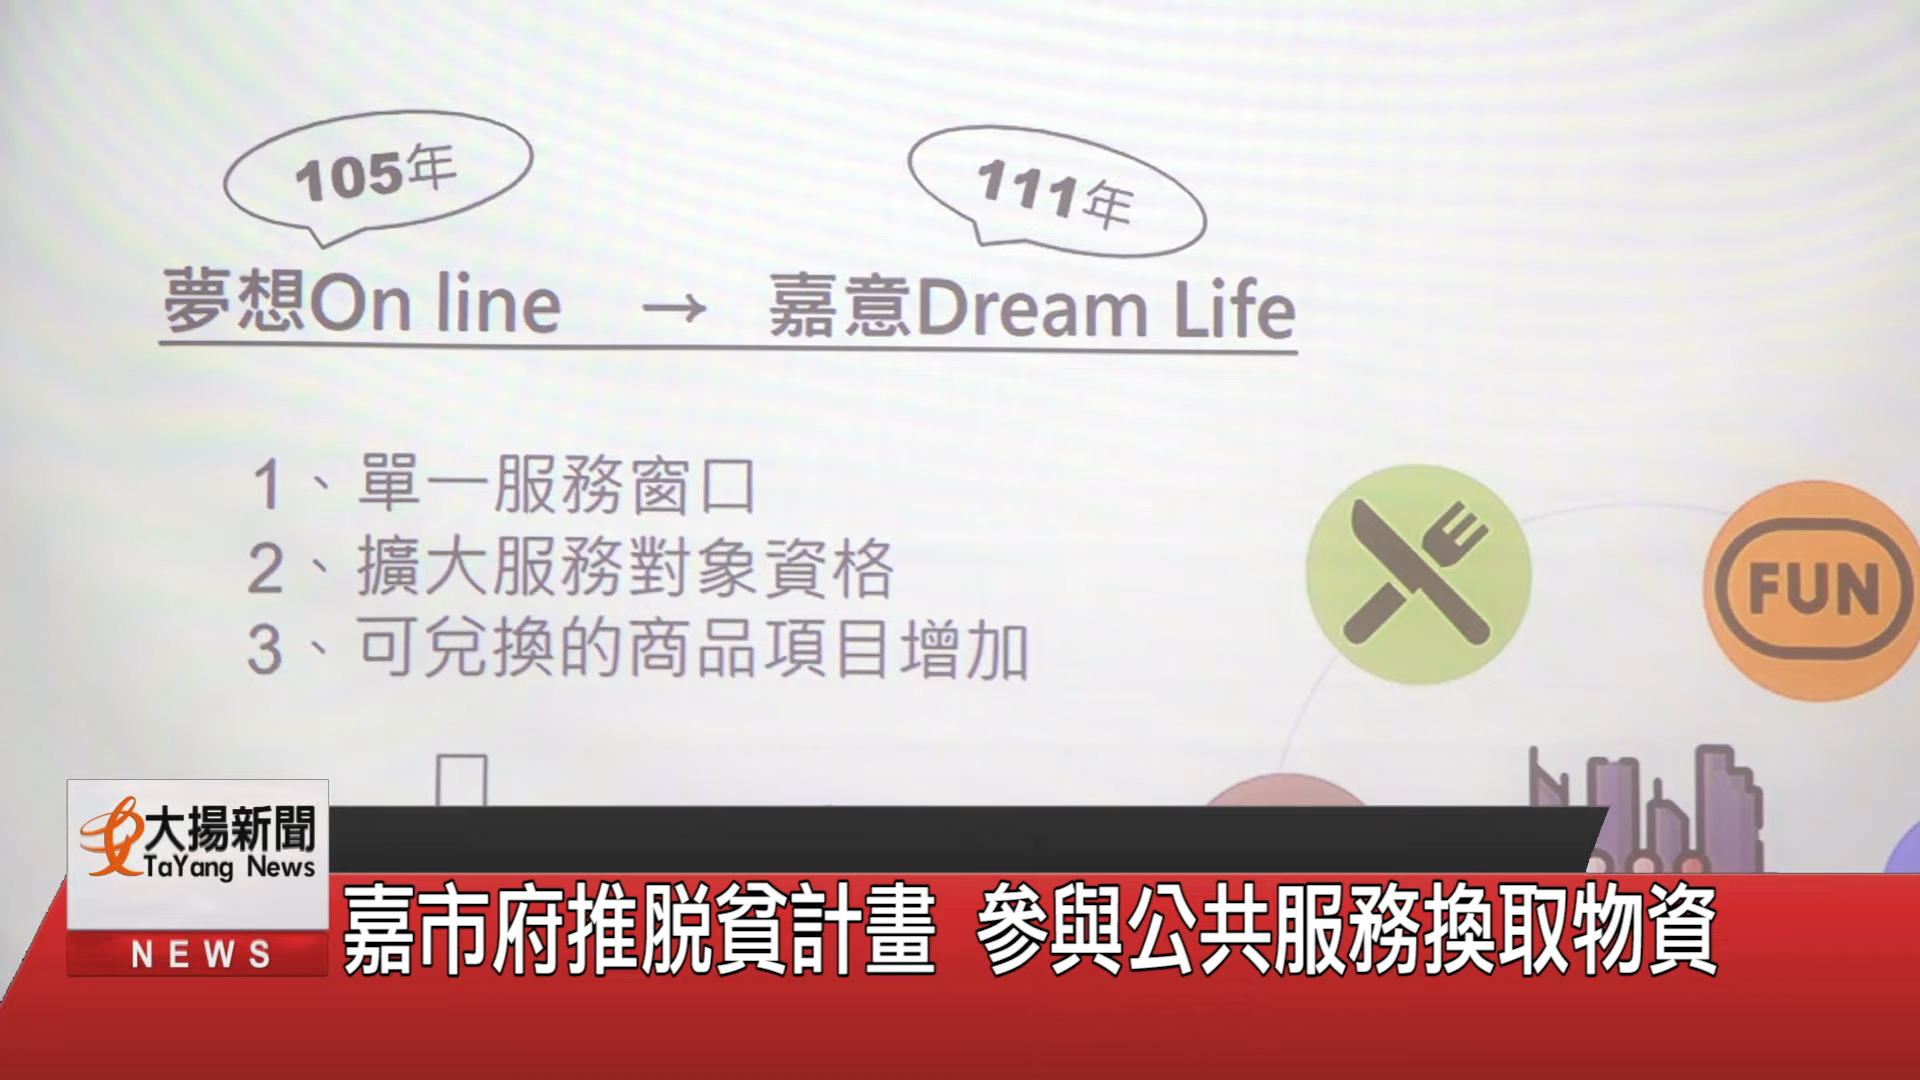 105年
111年
夢想On line → 嘉意Dream Life
1、單一服務窗口
2、擴大服務對象資格
3、可兌換的商品項目增加
FUN
大揚新聞
TaYang News
NEWS
嘉市府推脫貧計畫 參與公共服務換取物資